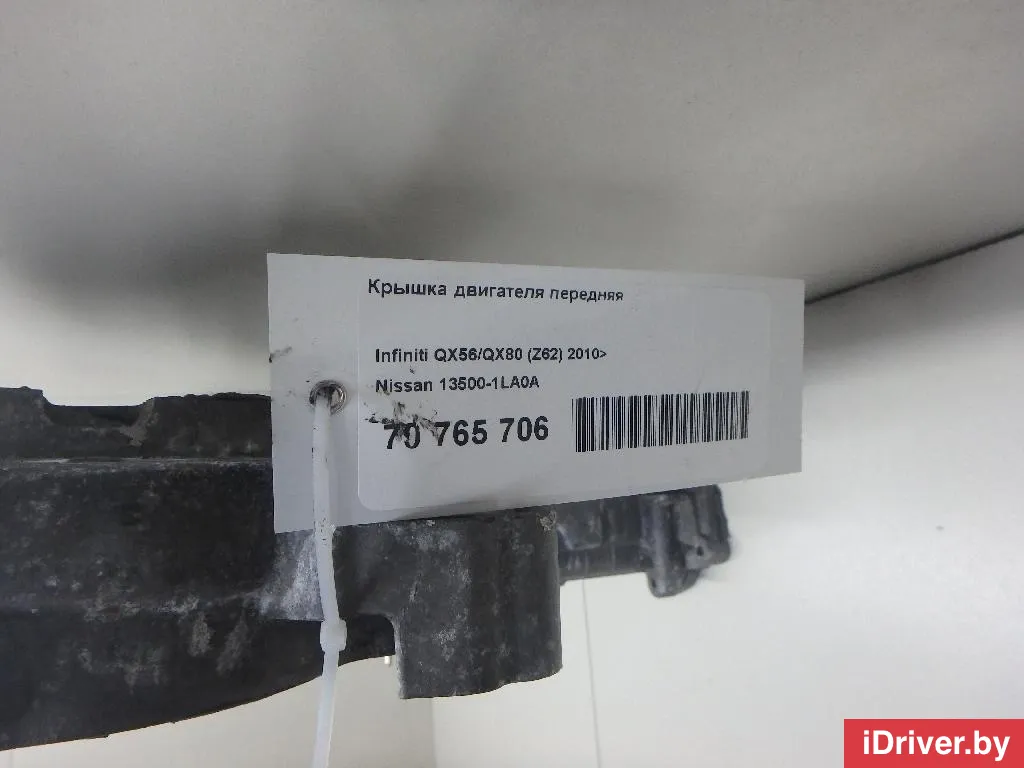 Крышка двигателя передняя
Infiniti QX56/QX80 (Z62) 2010>
Nissan 13500-1LA0A
70 765 706
iDriver.by